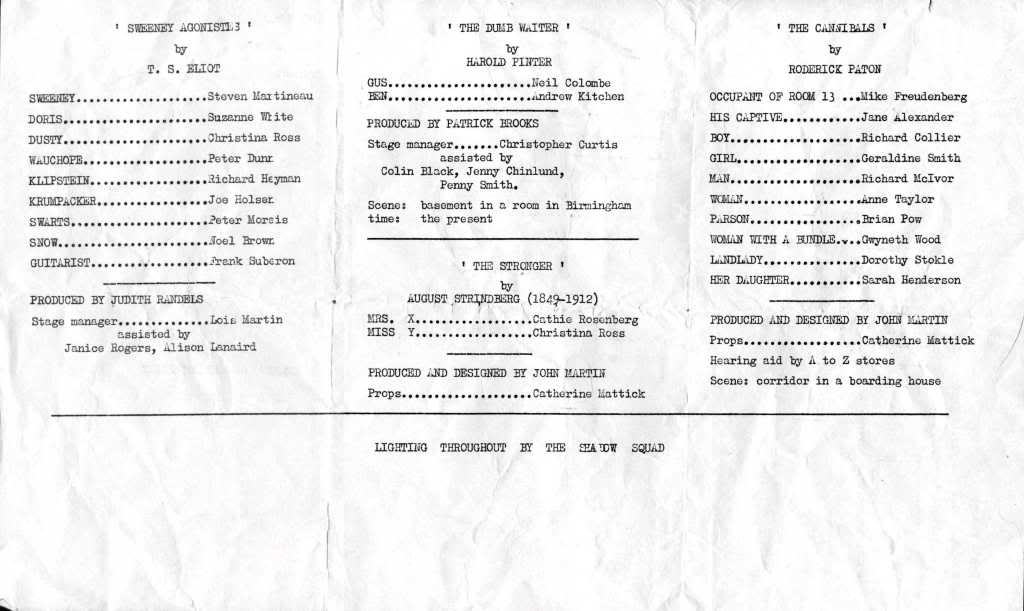 ' SWEENEY AGONISTES '
by
T. S. ELIOT
SWEENEY...................Steven Martineau
DORIS.....................Suzanne White
DUSTY.....................Christina Ross
WAUCHOPE..................Peter Dunn
KLIPSTEIN.................Richard Heyman
KRUMPACKER................Joe Holser
SWARTS....................Peter Morris
SNOW......................Noel Brown
GUITARIST.................Frank Suberon
PRODUCED BY JUDITH RANDELS
Stage manager.............Lois Martin
assisted by
Janice Rogers, Alison Lanaird
' THE DUMB WAITER '
by
HAROLD PINTER
GUS.....................Neil Colombe
BEN.....................Andrew Kitchen
PRODUCED BY PATRICK BROOKS
Stage manager.......Christopher Curtis
assisted by
Colin Black, Jenny Chinlund,
Penny Smith.
Scene: basement in a room in Birmingham
time: the present
' THE STRONGER '
by
AUGUST STRINDBERG (1849-1912)
MRS. X.................Cathie Rosenberg
MISS Y.................Christina Ross
PRODUCED AND DESIGNED BY JOHN MARTIN
Props...................Catherine Mattick
' THE CANNIBALS '
by
RODERICK PATON
OCCUPANT OF ROOM 13 ...Mike Freudenberg
HIS CAPTIVE...........Jane Alexander
BOY...................Richard Collier
GIRL..................Geraldine Smith
MAN...................Richard McIvor
WOMAN.................Anne Taylor
PARSON................Brian Pow
WOMAN WITH A BUNDLE....Gwyneth Wood
LANDLADY..............Dorothy Stokle
HER DAUGHTER..........Sarah Henderson
PRODUCED AND DESIGNED BY JOHN MARTIN
Props.................Catherine Mattick
Hearing aid by A to Z stores
Scene: corridor in a boarding house
LIGHTING THROUGHOUT BY THE SHADOW SQUAD